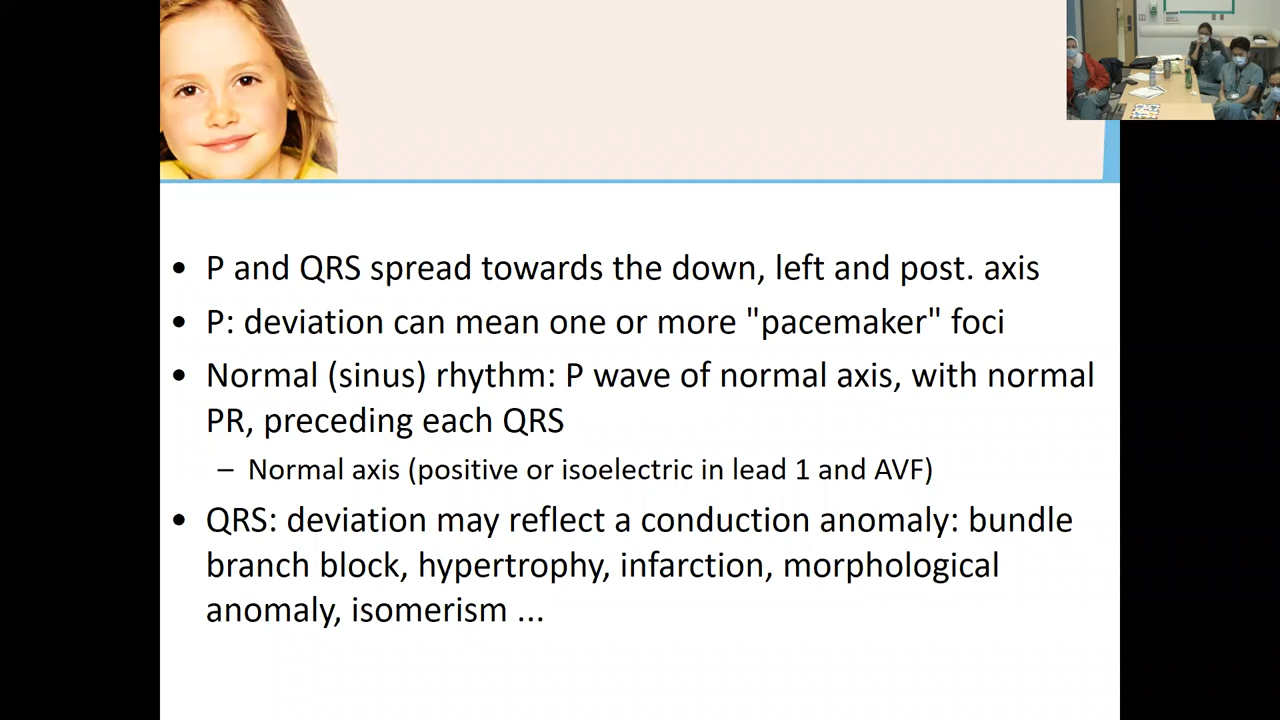 • P and QRS spread towards the down, left and post. axis
• P: deviation can mean one or more "pacemaker" foci
• Normal (sinus) rhythm: P wave of normal axis, with normal
PR, preceding each QRS
– Normal axis (positive or isoelectric in lead 1 and AVF)
• QRS: deviation may reflect a conduction anomaly: bundle
branch block, hypertrophy, infarction, morphological
anomaly, isomerism ...